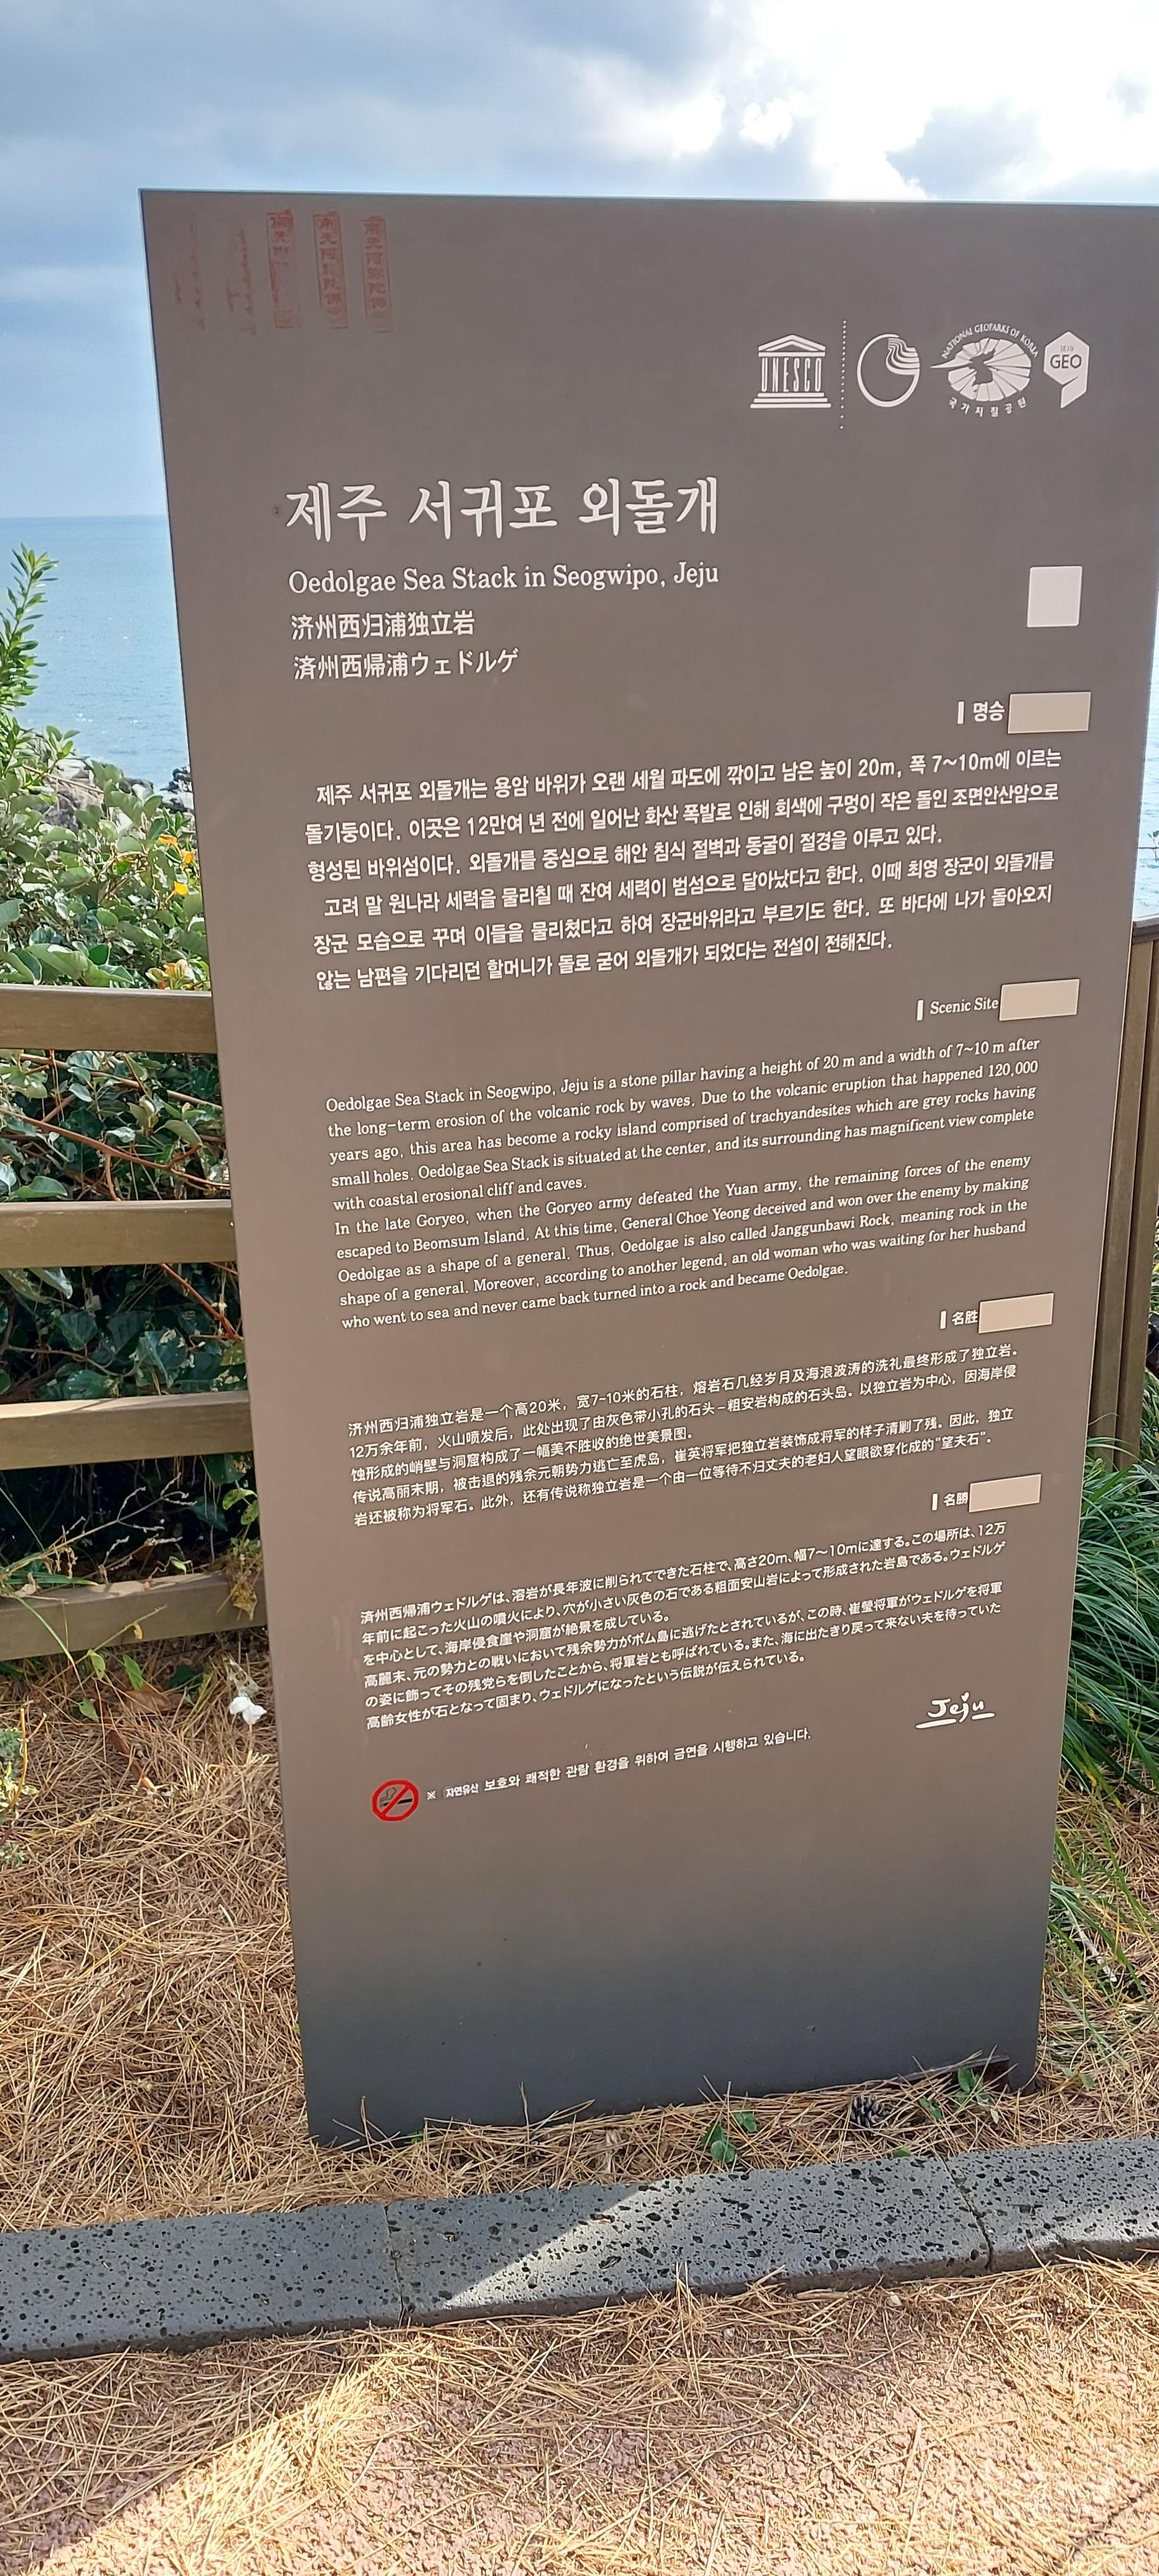 南无阿弥陀佛
UNESCO
NATIONAL GEOPARKS OF KOREA
국가지질공원
JEJU
GEO
제주 서귀포 외돌개
Oedolgae Sea Stack in Seogwipo, Jeju
济州西归浦独立岩
済州西帰浦ウェドルゲ
명승
제주 서귀포 외돌개는 용암 바위가 오랜 세월 파도에 깎이고 남은 높이 20m, 폭 7~10m에 이르는
돌기둥이다. 이곳은 12만여 년 전에 일어난 화산 폭발로 인해 회색에 구멍이 작은 돌인 조면안산암으로
형성된 바위섬이다. 외돌개를 중심으로 해안 침식 절벽과 동굴이 절경을 이루고 있다.
고려 말 원나라 세력을 물리칠 때 잔여 세력이 범섬으로 달아났다고 한다. 이때 최영 장군이 외돌개를
장군 모습으로 꾸며 이들을 물리쳤다고 하여 장군바위라고 부르기도 한다. 또 바다에 나가 돌아오지
않는 남편을 기다리던 할머니가 돌로 굳어 외돌개가 되었다는 전설이 전해진다.
Scenic Site
Oedolgae Sea Stack in Seogwipo, Jeju is a stone pillar having a height of 20 m and a width of 7~10 m after
the long-term erosion of the volcanic rock by waves. Due to the volcanic eruption that happened 120,000
years ago, this area has become a rocky island comprised of trachyandesites which are grey rocks having
small holes. Oedolgae Sea Stack is situated at the center, and its surrounding has magnificent view complete
with coastal erosional cliff and caves.
In the late Goryeo, when the Goryeo army defeated the Yuan army, the remaining forces of the enemy
escaped to Beomsum Island. At this time, General Choe Yeong deceived and won over the enemy by making
Oedolgae as a shape of a general. Thus, Oedolgae is also called Janggunbawi Rock, meaning rock in the
shape of a general. Moreover, according to another legend, an old woman who was waiting for her husband
who went to sea and never came back turned into a rock and became Oedolgae.
名胜
济州西归浦独立岩是一个高20米，宽7~10米的石柱，熔岩石几经岁月及海浪波涛的洗礼最终形成了独立岩。
12万余年前，火山喷发后，此处出现了由灰色带小孔的石头–粗安岩构成的石头岛。以独立岩为中心，因海岸侵
蚀形成的峭壁与洞窟构成了一幅美不胜收的绝世美景图。
传说高丽末期，被击退的残余元朝势力逃亡至虎岛，崔英将军把独立岩装饰成将军的样子清剿了残。因此，独立
岩还被称为将军石。此外，还有传说称独立岩是一个由一位等待不归丈夫的老妇人望眼欲穿化成的“望夫石”。
名勝
済州西帰浦ウェドルゲは、溶岩が長年波に削られてできた石柱で、高さ20m、幅7～10mに達する。この場所は、12万
年前に起こった火山の噴火により、穴が小さい灰色の石である粗面安山岩によって形成された岩島である。ウェドルゲ
を中心として、海岸侵食崖や洞窟が絶景を成している。
高麗末、元の勢力との戦いにおいて残余勢力がボム島に逃げたとされているが、この時、崔瑩将軍がウェドルゲを将軍
の姿に飾ってその残党らを倒したことから、将軍岩とも呼ばれている。また、海に出たきり戻って来ない夫を待っていた
高齢女性が石となって固まり、ウェドルゲになったという伝説が伝えられている。
Jeju
※ 자연유산 보호와 쾌적한 관람 환경을 위하여 금연을 시행하고 있습니다.